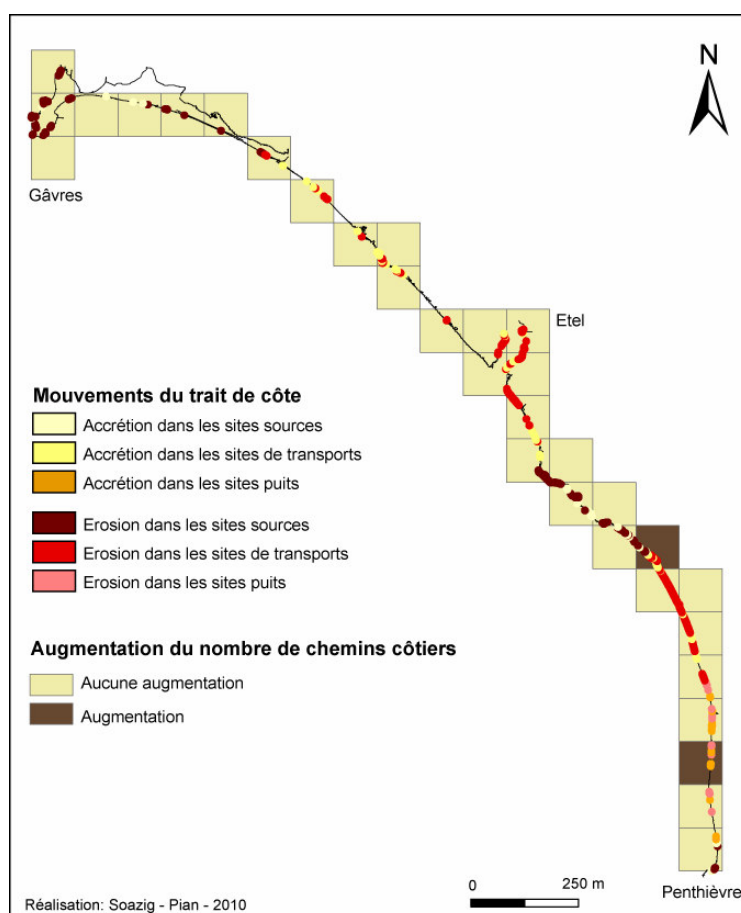 N
Gâvres
Etel
Mouvements du trait de côte
Accrétion dans les sites sources
Accrétion dans les sites de transports
Accrétion dans les sites puits
Erosion dans les sites sources
Erosion dans les sites de transports
Erosion dans les sites puits
Augmentation du nombre de chemins côtiers
Aucune augmentation
Augmentation
0 250 m
Penthièvre
Réalisation: Soazig - Pian - 2010